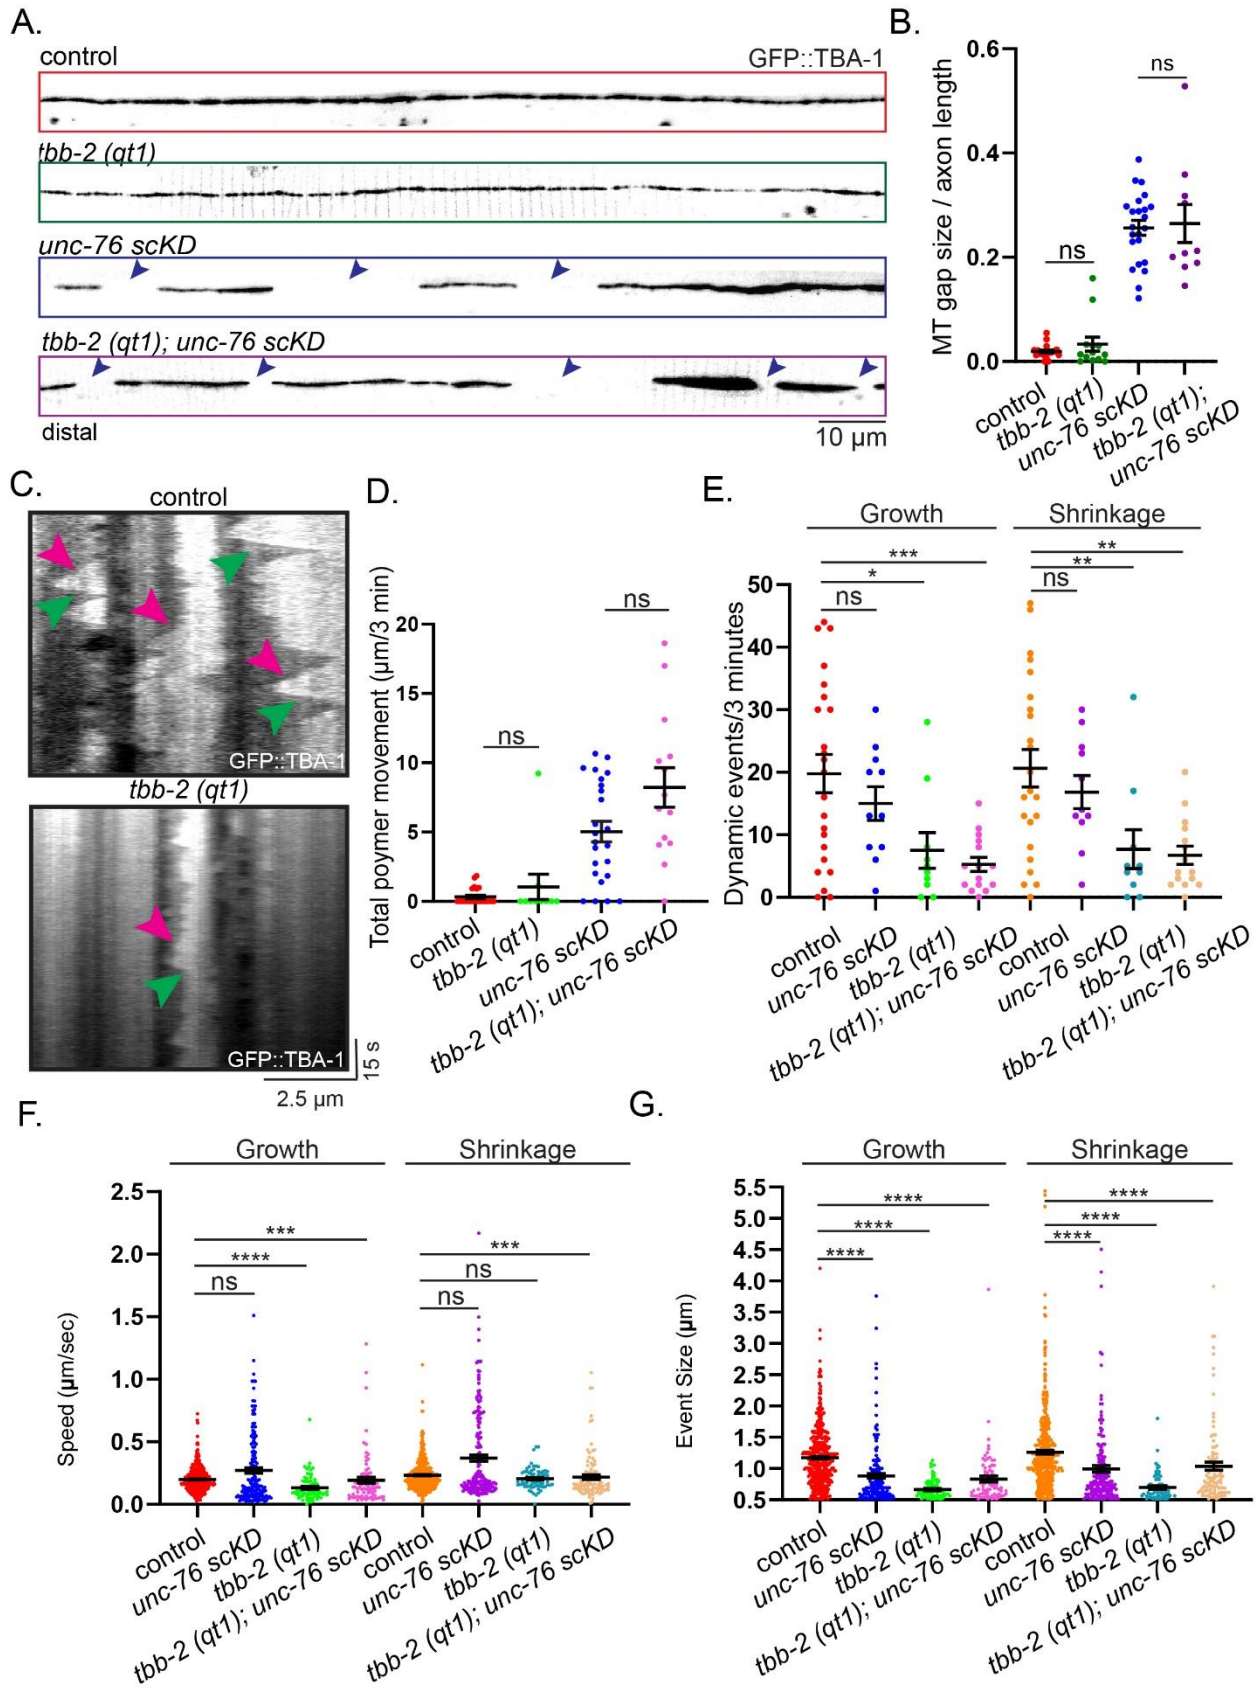 A.
control
GFP::TBA-1
tbb-2 (qt1)
unc-76 scKD
tbb-2 (qt1); unc-76 scKD
distal
10 µm
B.
MT gap size / axon length
0.6
0.4
0.2
0.0
ns
ns
control
tbb-2 (qt1)
unc-76 scKD
tbb-2 (qt1);
unc-76 scKD
C.
control
GFP::TBA-1
tbb-2 (qt1)
GFP::TBA-1
15 s
2.5 µm
D.
Total poymer movement (µm/3 min)
20
15
10
5
0
ns
ns
control
tbb-2 (qt1)
unc-76 scKD
tbb-2 (qt1); unc-76 scKD
E.
Growth
Shrinkage
Dynamic events/3 minutes
50
40
30
20
10
0
***
*
ns
**
**
ns
control
unc-76 scKD
tbb-2 (qt1)
tbb-2 (qt1); unc-76 scKD
control
unc-76 scKD
tbb-2 (qt1)
tbb-2 (qt1); unc-76 scKD
F.
Growth
Shrinkage
Speed (µm/sec)
2.5
2.0
1.5
1.0
0.5
0.0
***
****
ns
***
ns
ns
control
unc-76 scKD
tbb-2 (qt1)
tbb-2 (qt1); unc-76 scKD
control
unc-76 scKD
tbb-2 (qt1)
tbb-2 (qt1); unc-76 scKD
G.
Growth
Shrinkage
Event Size (µm)
5.5
5.0
4.5
4.0
3.5
3.0
2.5
2.0
1.5
1.0
0.5
****
****
****
****
****
****
control
unc-76 scKD
tbb-2 (qt1)
tbb-2 (qt1); unc-76 scKD
control
unc-76 scKD
tbb-2 (qt1)
tbb-2 (qt1); unc-76 scKD